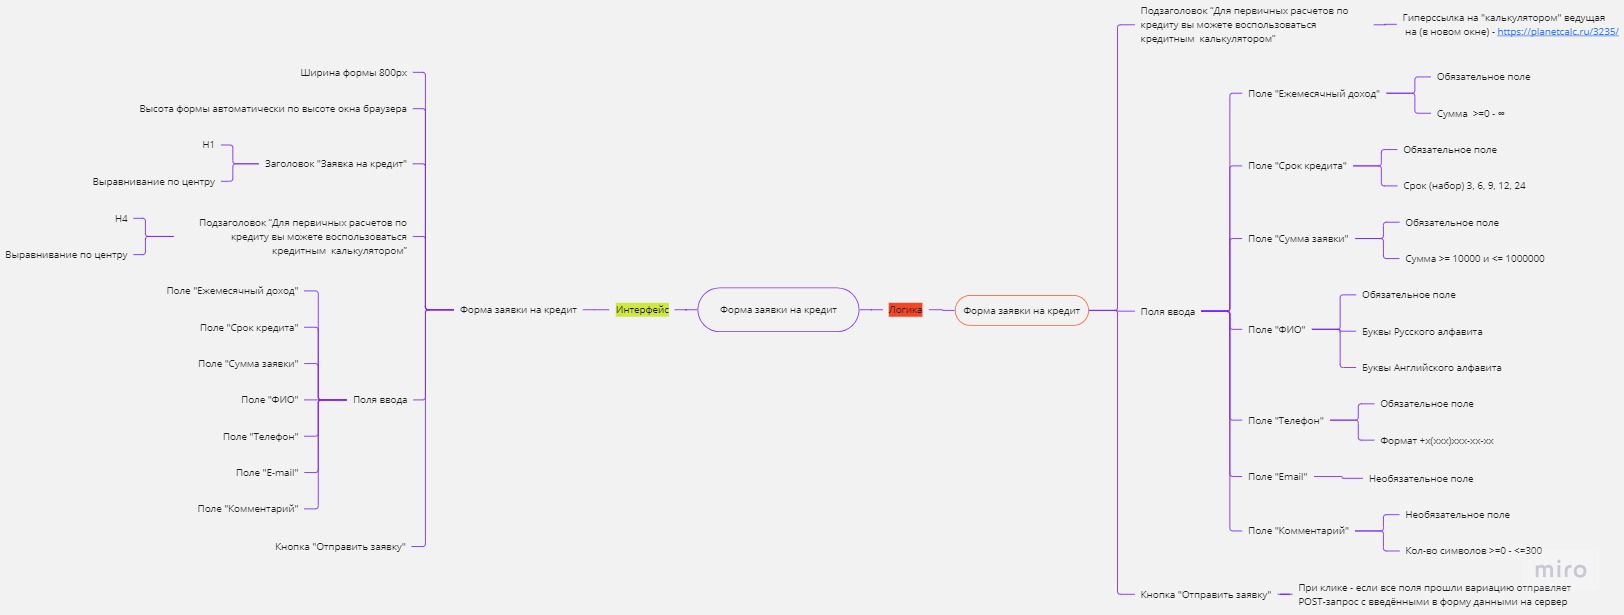 Ширина формы 800px
Высота формы автоматически по высоте окна браузера
H1
Выравнивание по центру
Заголовок "Заявка на кредит"
H4
Выравнивание по центру
Подзаголовок "Для первичных расчетов по
кредиту вы можете воспользоваться
кредитным калькулятором"
Поле "Ежемесячный доход"
Поле "Срок кредита"
Поле "Сумма заявки"
Поле "ФИО"
Поле "Телефон"
Поле "E-mail"
Поле "Комментарий"
Поля ввода
Кнопка "Отправить заявку"
Форма заявки на кредит
Интерфейс
Форма заявки на кредит
Логика
Форма заявки на кредит
Подзаголовок "Для первичных расчетов по
кредиту вы можете воспользоваться
кредитным калькулятором"
Гиперссылка на "калькулятором" ведущая
на (в новом окне) - https://planetcalc.ru/3235/
Поля ввода
Поле "Ежемесячный доход"
Обязательное поле
Сумма >=0 - ∞
Поле "Срок кредита"
Обязательное поле
Срок (набор) 3, 6, 9, 12, 24
Поле "Сумма заявки"
Обязательное поле
Сумма >= 10000 и <= 1000000
Поле "ФИО"
Обязательное поле
Буквы Русского алфавита
Буквы Английского алфавита
Поле "Телефон"
Обязательное поле
Формат +x(xxx)xxx-xx-xx
Поле "Email"
Необязательное поле
Поле "Комментарий"
Необязательное поле
Кол-во символов >=0 - <=300
Кнопка "Отправить заявку"
При клике - если все поля прошли вариацию отправляет
POST-запрос с введёнными в форму данными на сервер
miro